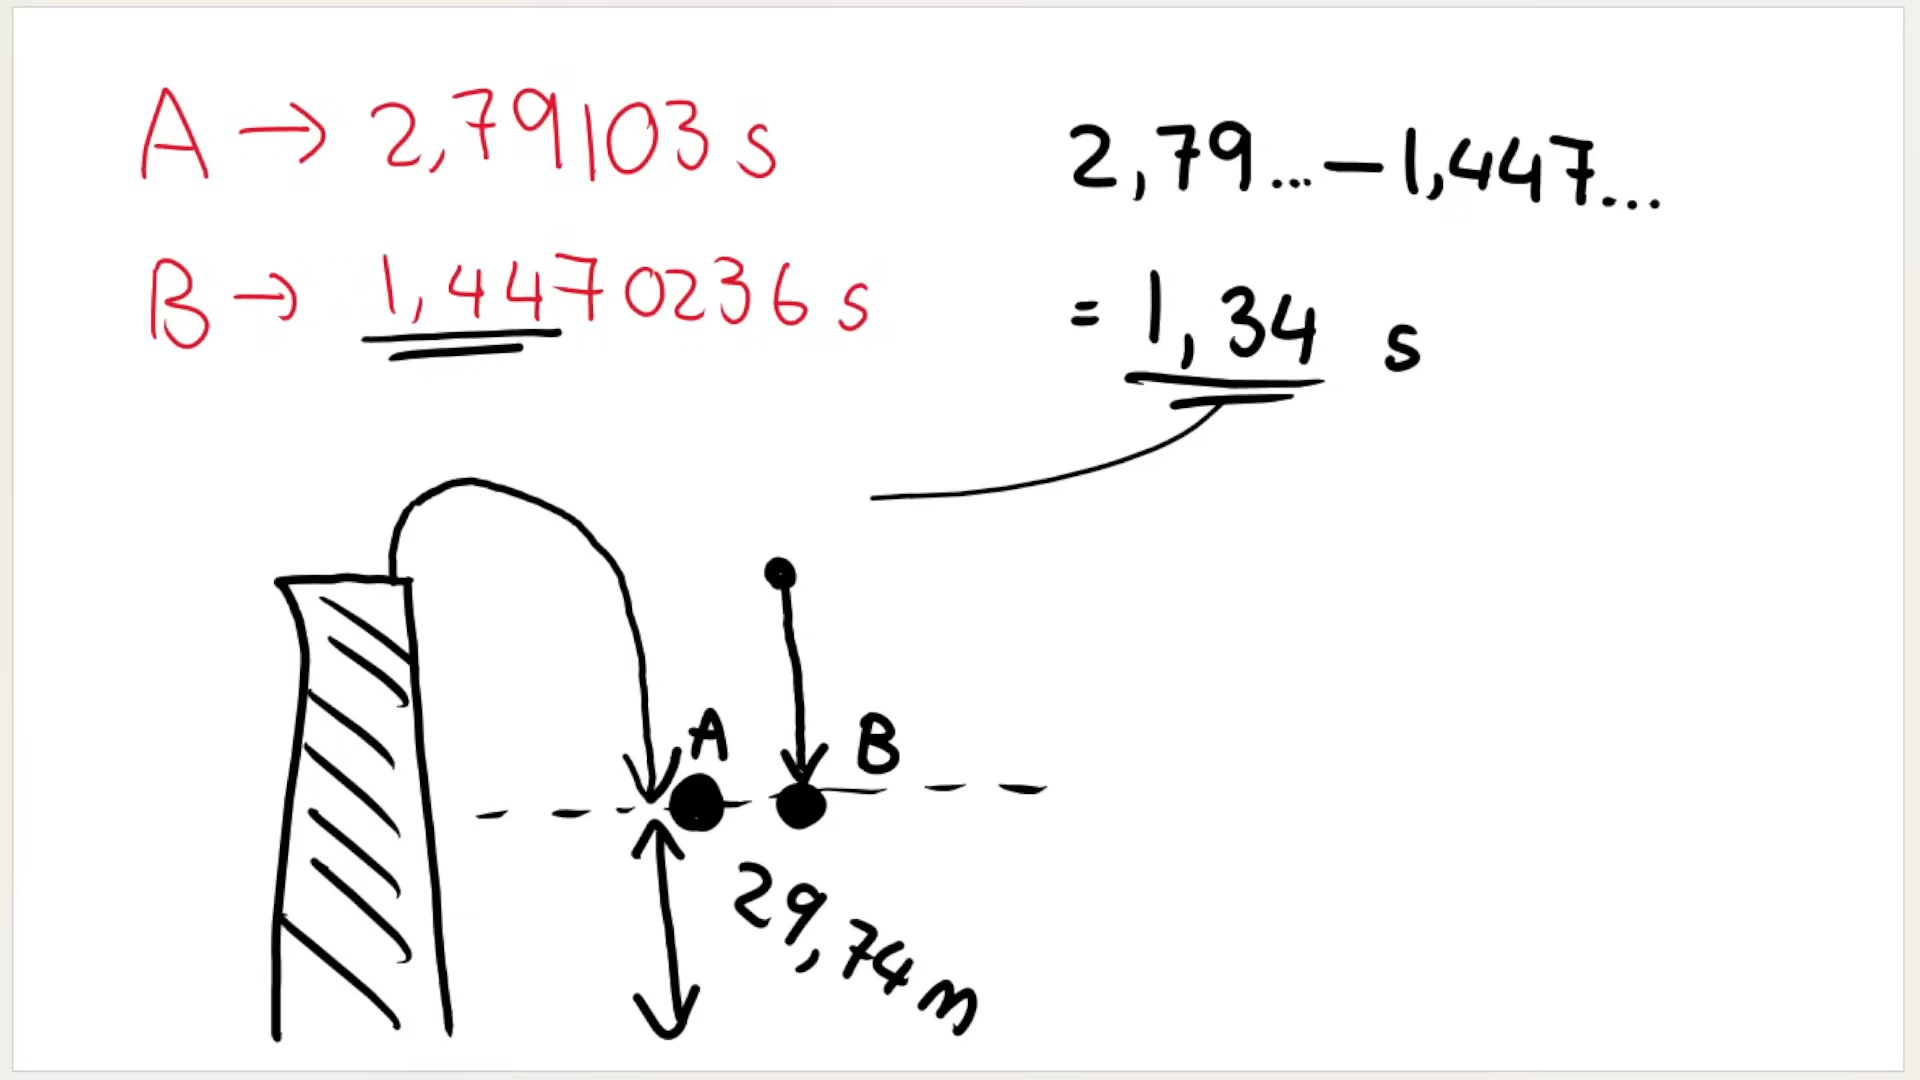 A → 2,79103 s
B → 1,4470236 s
2,79... – 1,447...
= 1,34 s
A
B
29,74 m